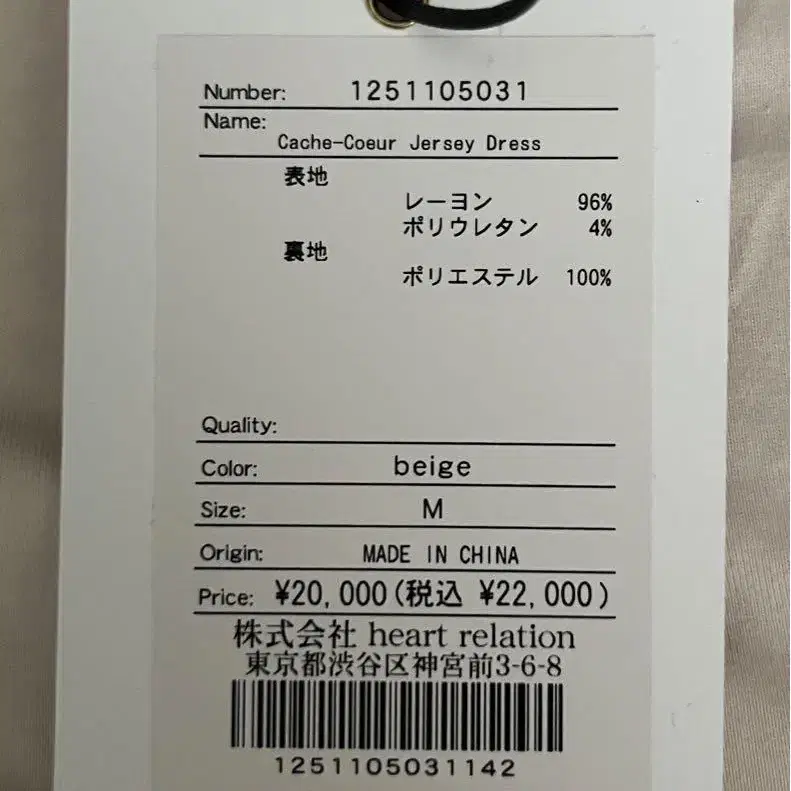 Number: 1251105031
Name:
Cache-Coeur Jersey Dress
表地
レーヨン 96%
ポリウレタン 4%
裏地
ポリエステル 100%
Quality:
Color: beige
Size: M
Origin: MADE IN CHINA
Price: ¥20,000(税込 ¥22,000)
株式会社 heart relation
東京都渋谷区神宮前3-6-8
1251105031142